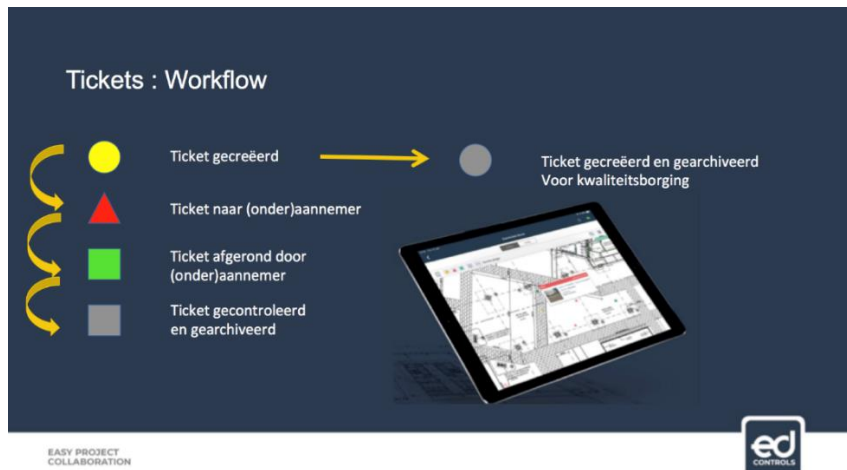 Tickets : Workflow
Ticket gecreëerd
Ticket gecreëerd en gearchiveerd
Voor kwaliteitsborging
Ticket naar (onder)aannemer
Ticket afgerond door
(onder)aannemer
Ticket gecontroleerd
en gearchiveerd
EASY PROJECT
COLLABORATION
ed
CONTROLS